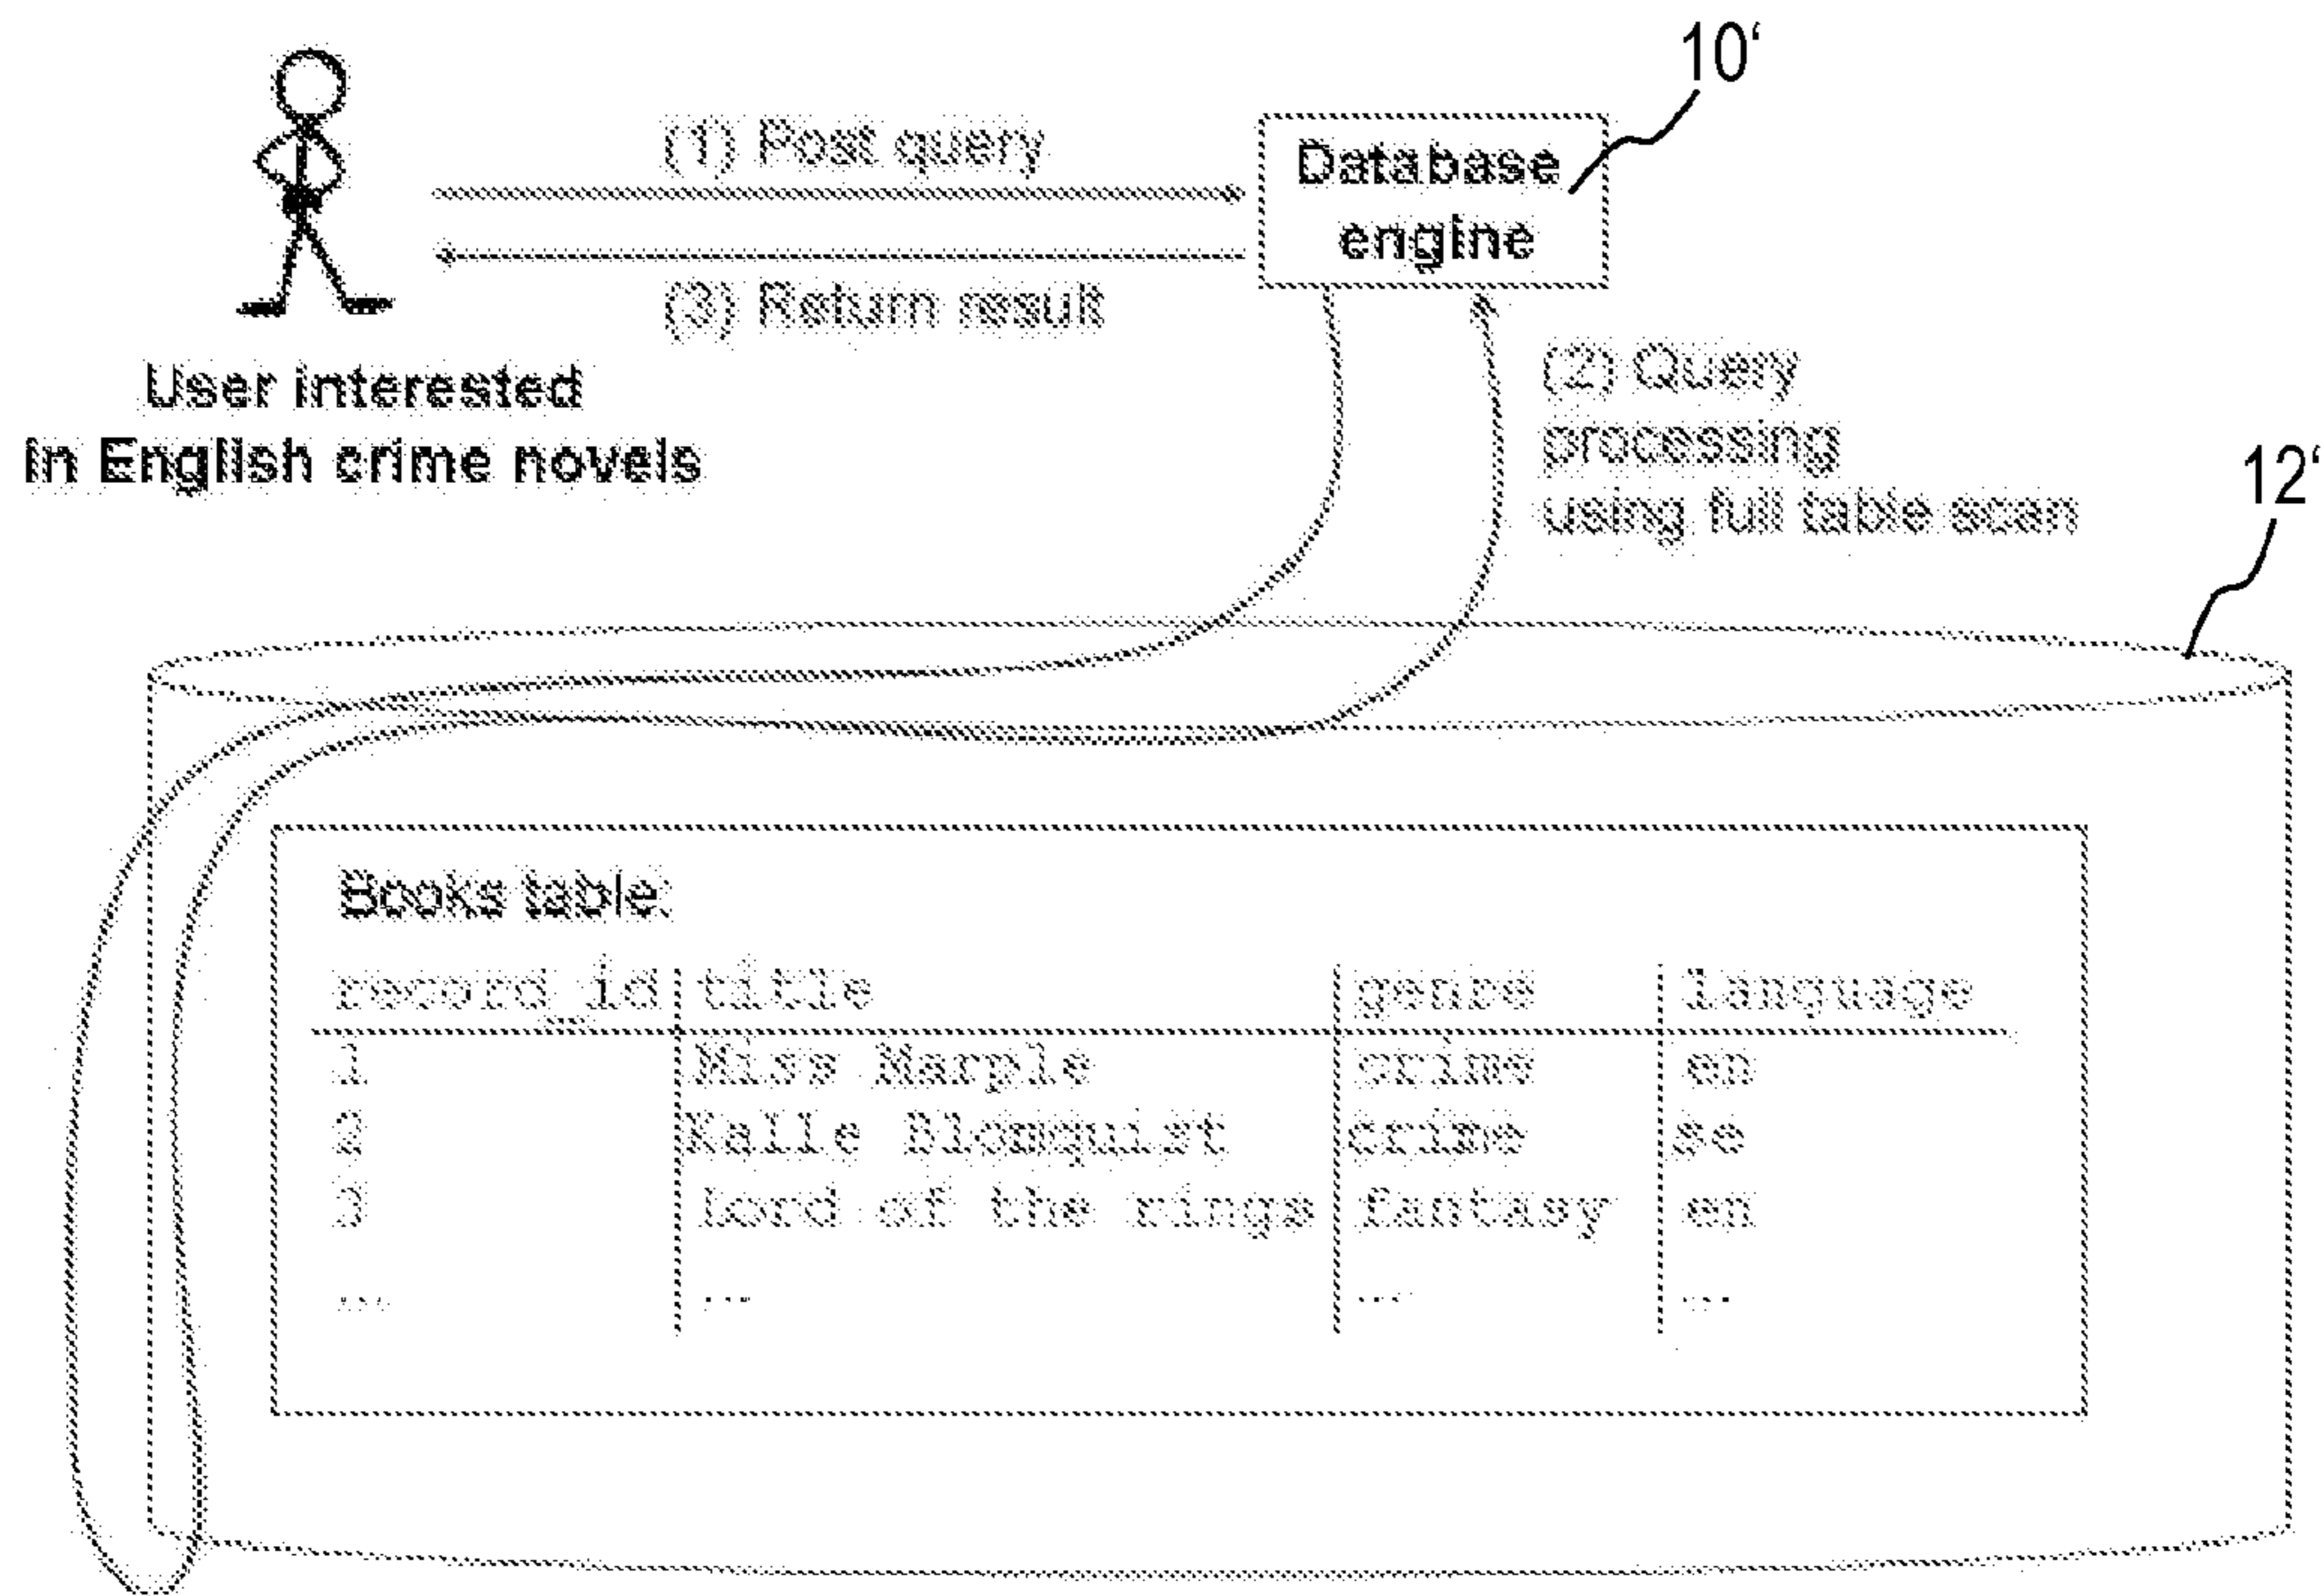 10‘
(1) Post query
Database
engine
(3) Return result
User interested
in English crime novels
(2) Query
processing
using full table scan
12‘
Books table:
record_id title genre language
1 Miss Marple crime en
2 Kalle Blomquist crime se
3 Lord of the rings fantasy en
... ... ... ...